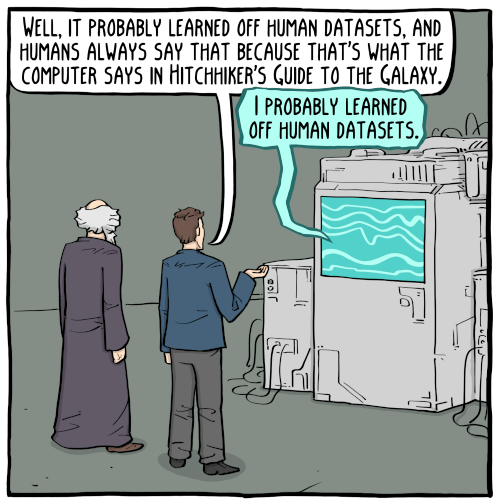 Well, it probably learned off human datasets, and
humans always say that because that's what the
computer says in Hitchhiker's Guide to the Galaxy.
I probably learned
off human datasets.